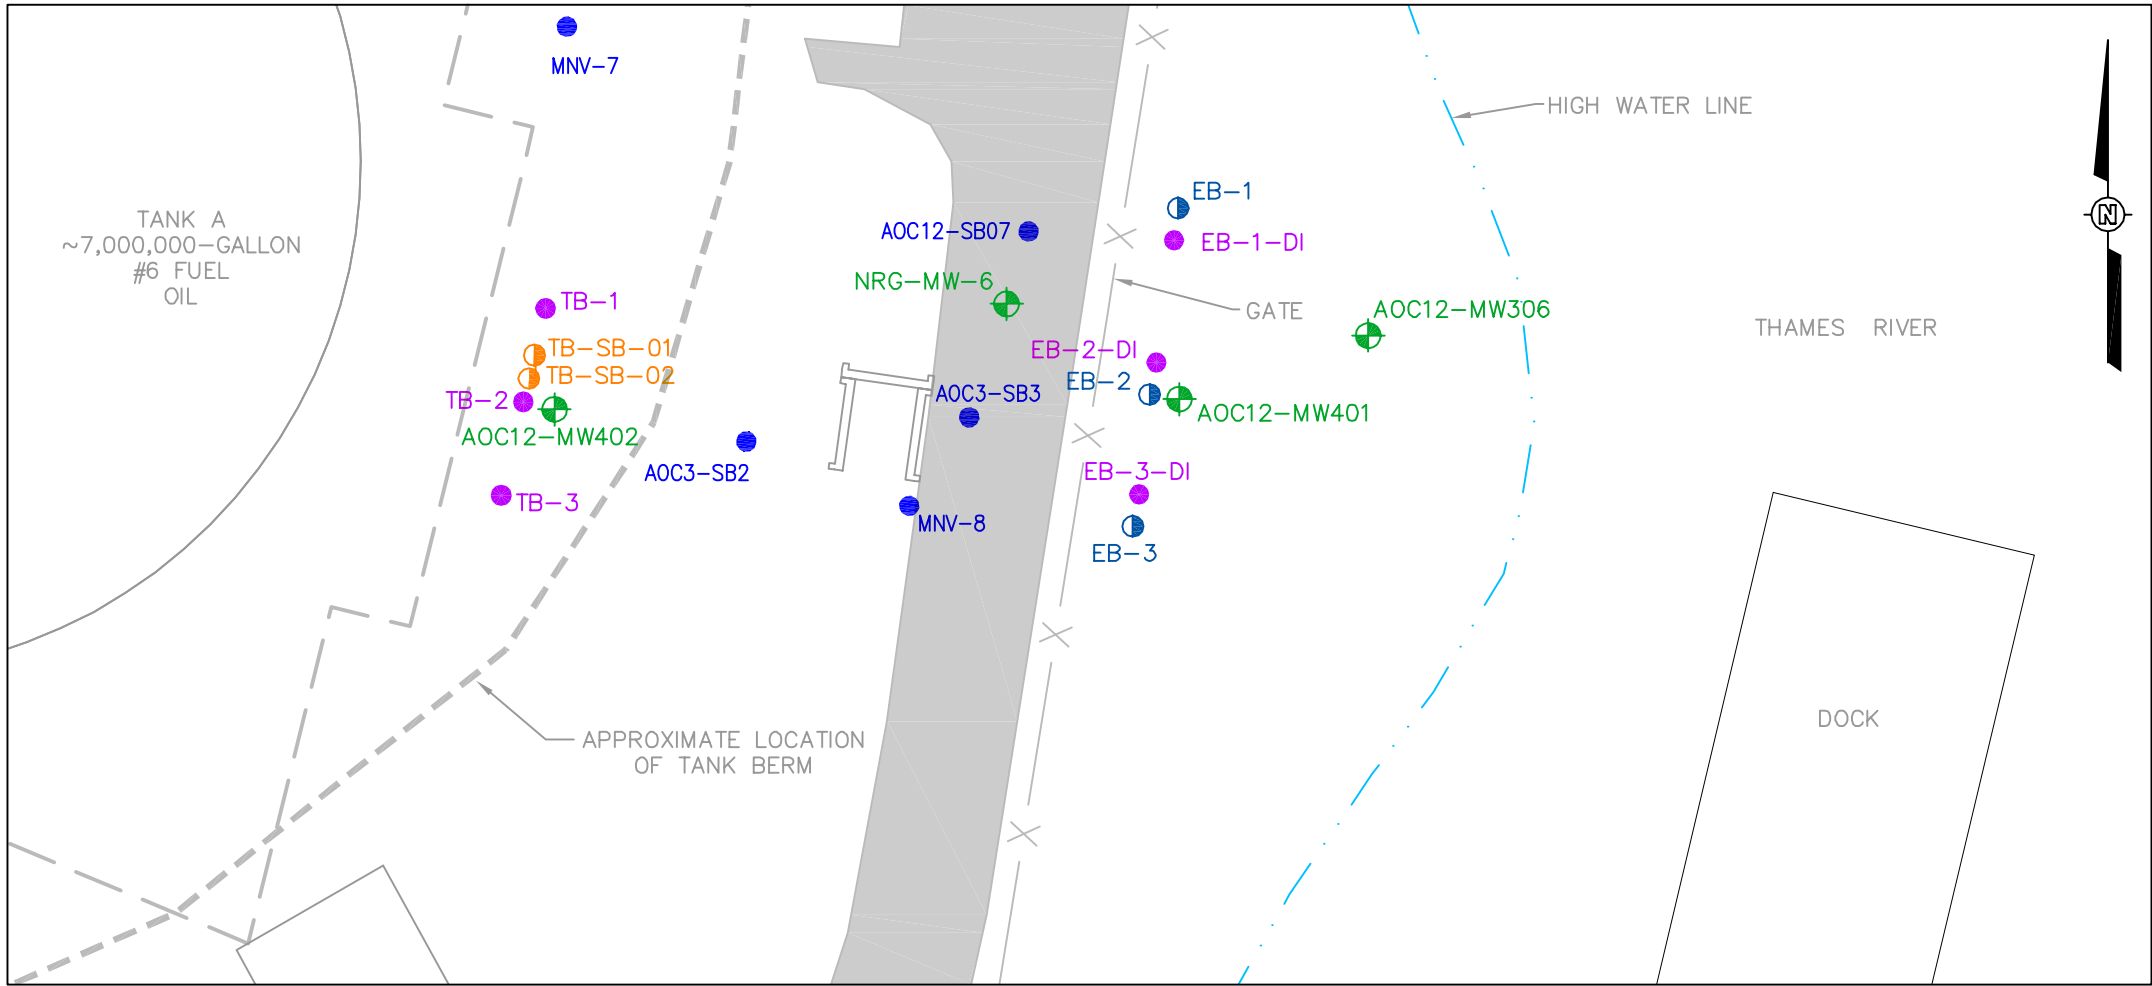 MNV-7
HIGH WATER LINE
EB-1
TANK A
~7,000,000-GALLON
#6 FUEL
OIL
N
AOC12-SB07
EB-1-DI
NRG-MW-6
TB-1
GATE
AOC12-MW306
THAMES RIVER
TB-SB-01
EB-2-DI
TB-SB-02
EB-2
TB-2
AOC3-SB3
AOC12-MW401
AOC12-MW402
AOC3-SB2
EB-3-DI
TB-3
MNV-8
EB-3
DOCK
APPROXIMATE LOCATION
OF TANK BERM